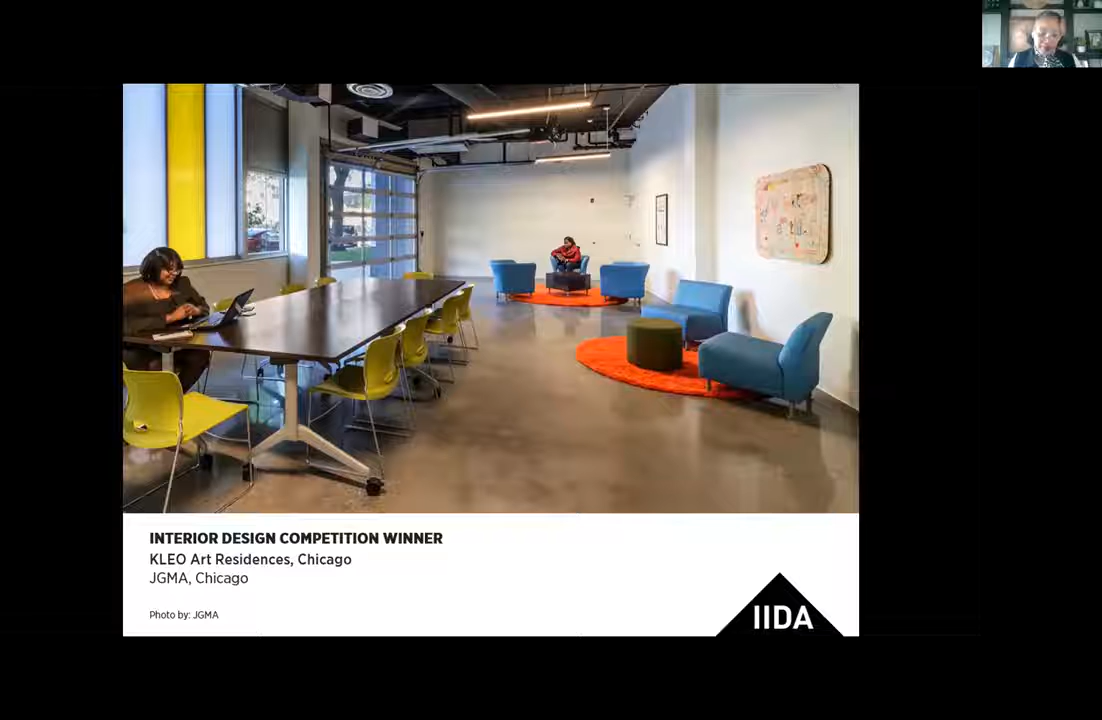 INTERIOR DESIGN COMPETITION WINNER
KLEO Art Residences, Chicago
JGMA, Chicago
Photo by: JGMA
IIDA